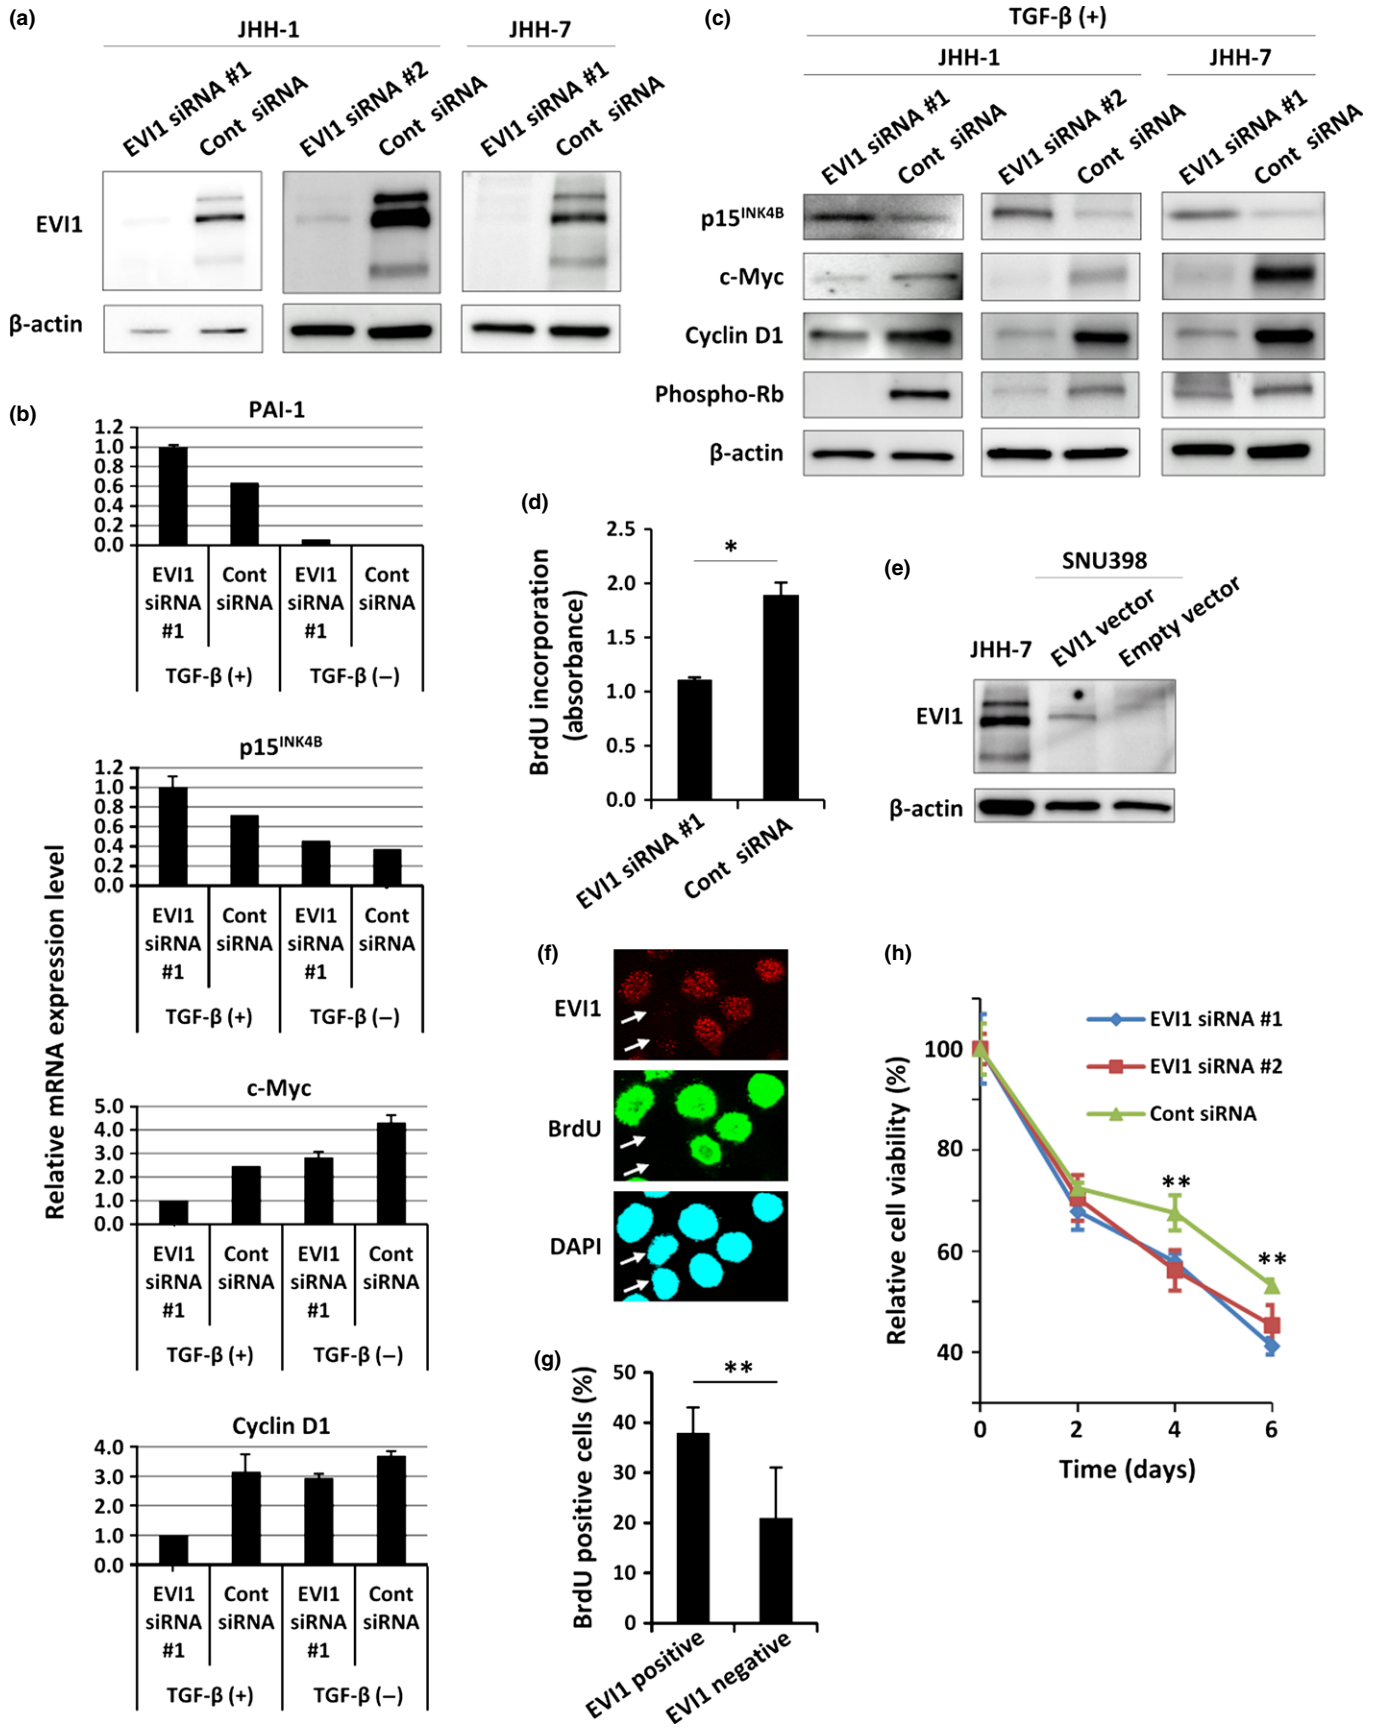 (a)
JHH-1
JHH-7
EVI1 siRNA #1
Cont siRNA
EVI1 siRNA #2
Cont siRNA
EVI1 siRNA #1
Cont siRNA
EVI1
β-actin
(b)
Relative mRNA expression level
PAI-1
1.2
1.0
0.8
0.6
0.4
0.2
0.0
EVI1 siRNA #1
Cont siRNA
EVI1 siRNA #1
Cont siRNA
TGF-β (+)
TGF-β (−)
p15INK4B
1.2
1.0
0.8
0.6
0.4
0.2
0.0
EVI1 siRNA #1
Cont siRNA
EVI1 siRNA #1
Cont siRNA
TGF-β (+)
TGF-β (−)
c-Myc
5.0
4.0
3.0
2.0
1.0
0.0
EVI1 siRNA #1
Cont siRNA
EVI1 siRNA #1
Cont siRNA
TGF-β (+)
TGF-β (−)
Cyclin D1
4.0
3.0
2.0
1.0
0.0
EVI1 siRNA #1
Cont siRNA
EVI1 siRNA #1
Cont siRNA
TGF-β (+)
TGF-β (−)
(c)
TGF-β (+)
JHH-1
JHH-7
EVI1 siRNA #1
Cont siRNA
EVI1 siRNA #2
Cont siRNA
EVI1 siRNA #1
Cont siRNA
p15INK4B
c-Myc
Cyclin D1
Phospho-Rb
β-actin
(d)
BrdU incorporation
(absorbance)
2.5
2.0
1.5
1.0
0.5
0.0
*
EVI1 siRNA #1
Cont siRNA
(e)
SNU398
JHH-7
EVI1 vector
Empty vector
EVI1
β-actin
(f)
EVI1
BrdU
DAPI
(g)
BrdU positive cells (%)
50
40
30
20
10
0
**
EVI1 positive
EVI1 negative
(h)
Relative cell viability (%)
100
80
60
40
EVI1 siRNA #1
EVI1 siRNA #2
Cont siRNA
**
**
0
2
4
6
Time (days)